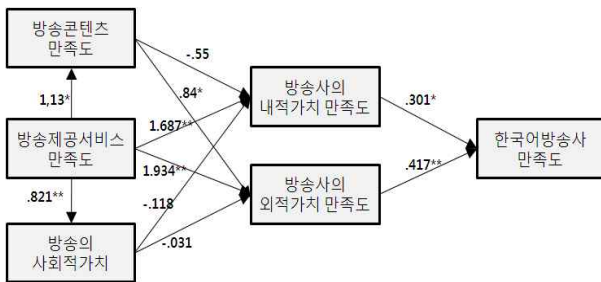 방송콘텐츠
만족도
-.55
방송사의
내적가치 만족도
.84*
.301*
1,13*
1.687**
방송제공서비스
만족도
한국어방송사
만족도
1.934**
.417**
방송사의
외적가치 만족도
.821**
-.118
-.031
방송의
사회적가치